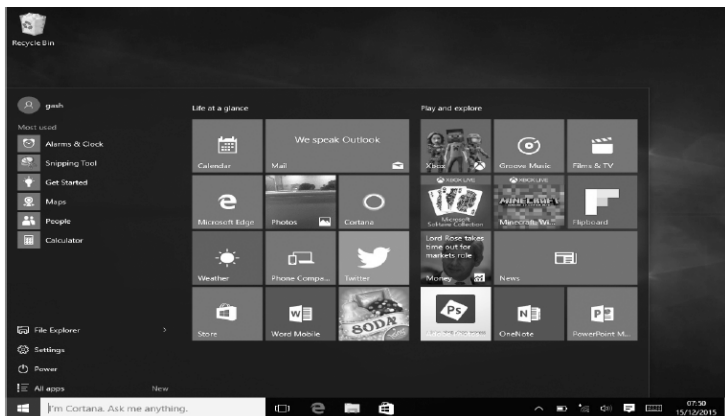 Recycle Bin
gash
Most used
Alarms & Clock
Snipping Tool
Get Started
Maps
People
Calculator
File Explorer
Settings
Power
All apps
New
Life at a glance
Calendar
We speak Outlook
Mail
Microsoft Edge
Photos
Cortana
Weather
Phone Compa...
Twitter
Store
Word Mobile
SODA
Play and explore
Xbox
Groove Music
Films & TV
XBOX LIVE
Microsoft
Solitaire Collection
XBOX LIVE
MINECRAFT
Minecraft: Wi...
Flipboard
Lord Rose takes
time out for
markets role
Money
News
Ps
OneNote
PowerPoint M...
I'm Cortana. Ask me anything.
07:50
15/12/2015